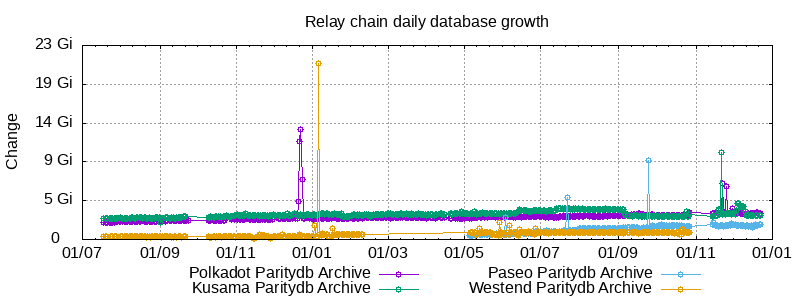 Relay chain daily database growth
23 Gi
19 Gi
14 Gi
9 Gi
5 Gi
0
Change
01/07 01/09 01/11 01/01 01/03 01/05 01/07 01/09 01/11 01/01
Polkadot Paritydb Archive Paseo Paritydb Archive
Kusama Paritydb Archive Westend Paritydb Archive